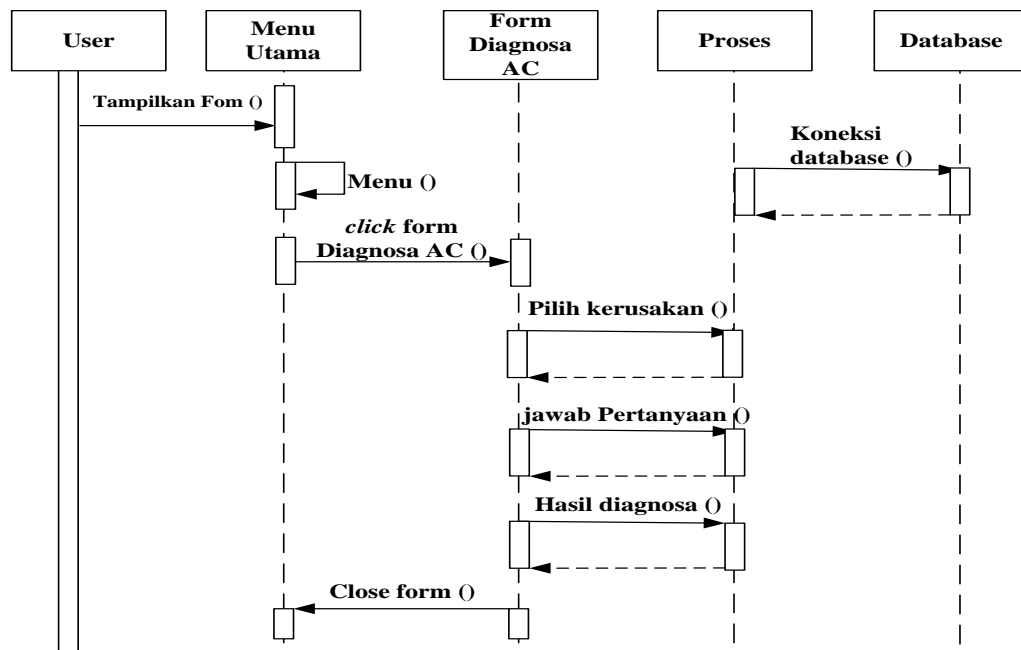 User
Menu
Utama
Form
Diagnosa
AC
Proses
Database
Tampilkan Fom ()
Koneksi
database ()
Menu ()
click form
Diagnosa AC ()
Pilih kerusakan ()
jawab Pertanyaan ()
Hasil diagnosa ()
Close form ()